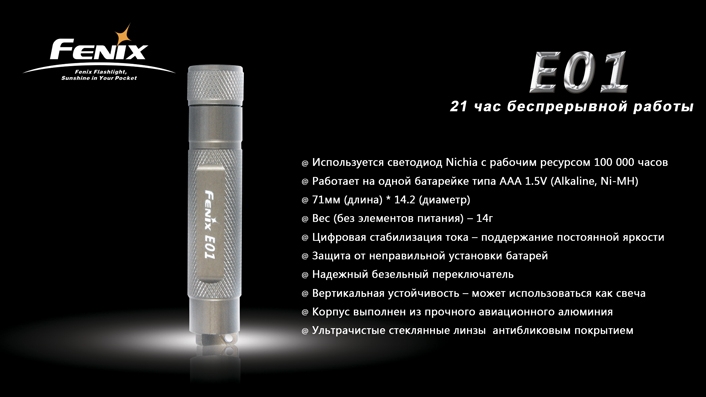 FENIX
Fenix Flashlight,
Sunshine in Your Pocket
E01
21 час беспрерывной работы
FENIX E01
@ Используется светодиод Nichia с рабочим ресурсом 100 000 часов
@ Работает на одной батарейке типа ААА 1.5V (Alkaline, Ni-MH)
@ 71мм (длина) * 14.2 (диаметр)
@ Вес (без элементов питания) – 14г
@ Цифровая стабилизация тока – поддержание постоянной яркости
@ Защита от неправильной установки батарей
@ Надежный безельный переключатель
@ Вертикальная устойчивость – может использоваться как свеча
@ Корпус выполнен из прочного авиационного алюминия
@ Ультрачистые стеклянные линзы антибликовым покрытием